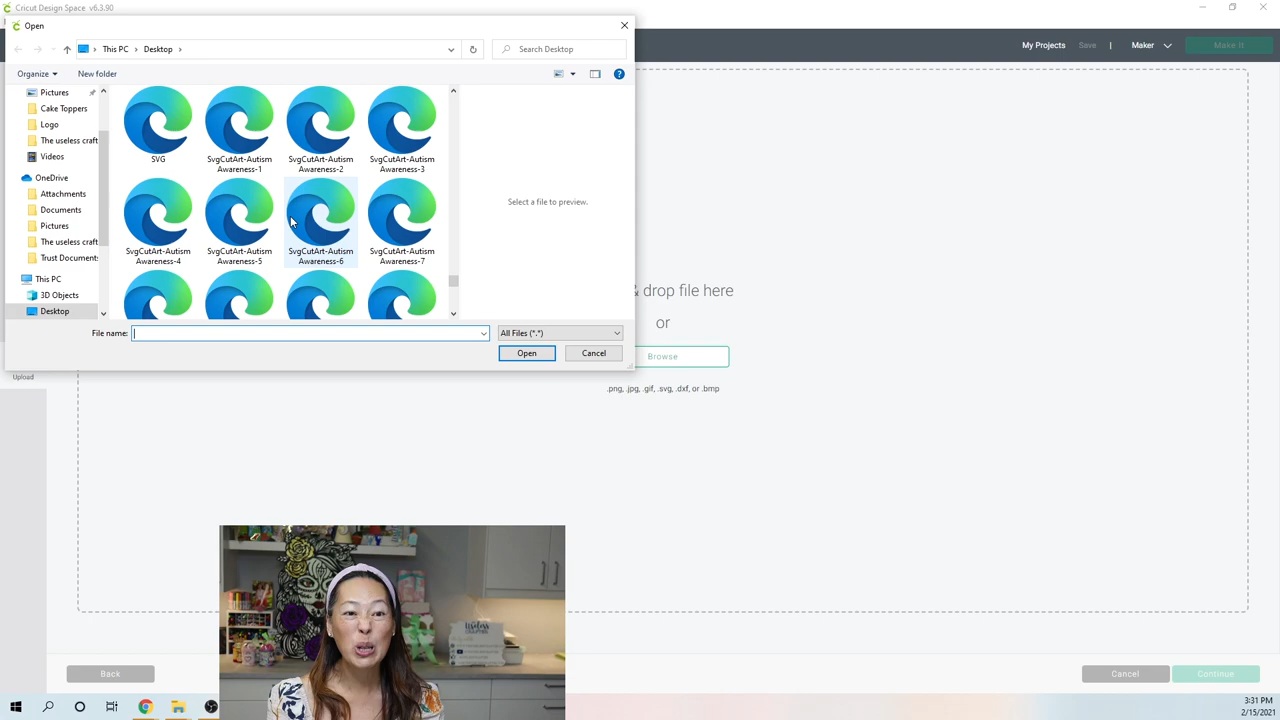 Cricut Design Space v6.3.90
Open
This PC
Desktop
Search Desktop
My Projects
Save
|
Maker
Make It
Organize
New folder
Pictures
Cake Toppers
Logo
The useless craft
Videos
OneDrive
Attachments
Documents
Pictures
The useless craft
Trust Documents
This PC
3D Objects
Desktop
SVG
SvgCutArt-Autism
Awareness-1
SvgCutArt-Autism
Awareness-2
SvgCutArt-Autism
Awareness-3
SvgCutArt-Autism
Awareness-4
SvgCutArt-Autism
Awareness-5
SvgCutArt-Autism
Awareness-6
SvgCutArt-Autism
Awareness-7
Select a file to preview.
File name:
All Files (*.*)
Open
Cancel
& drop file here
or
Browse
.png, .jpg, .gif, .svg, .dxf, or .bmp
Upload
Useless
Back
Cancel
Continue
3:31 PM
2/15/2021